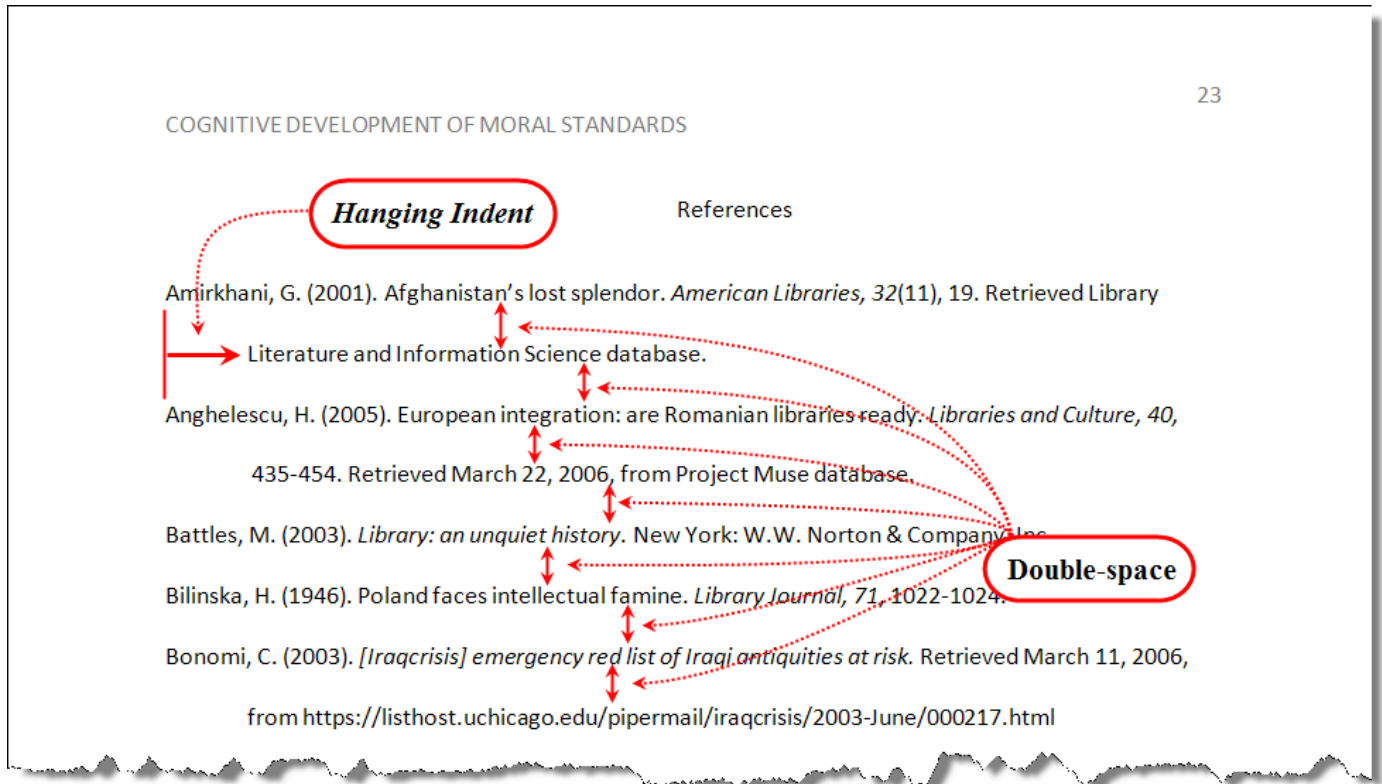 23
COGNITIVE DEVELOPMENT OF MORAL STANDARDS
Hanging Indent
References
Amirkhani, G. (2001). Afghanistan’s lost splendor. American Libraries, 32(11), 19. Retrieved Library
Literature and Information Science database.
Anghelescu, H. (2005). European integration: are Romanian libraries ready. Libraries and Culture, 40,
435-454. Retrieved March 22, 2006, from Project Muse database.
Battles, M. (2003). Library: an unquiet history. New York: W.W. Norton & Company, Inc.
Double-space
Bilinska, H. (1946). Poland faces intellectual famine. Library Journal, 71, 1022-1024.
Bonomi, C. (2003). [Iraqcrisis] emergency red list of Iraqi antiquities at risk. Retrieved March 11, 2006,
from https://listhost.uchicago.edu/pipermail/iraqcrisis/2003-June/000217.html